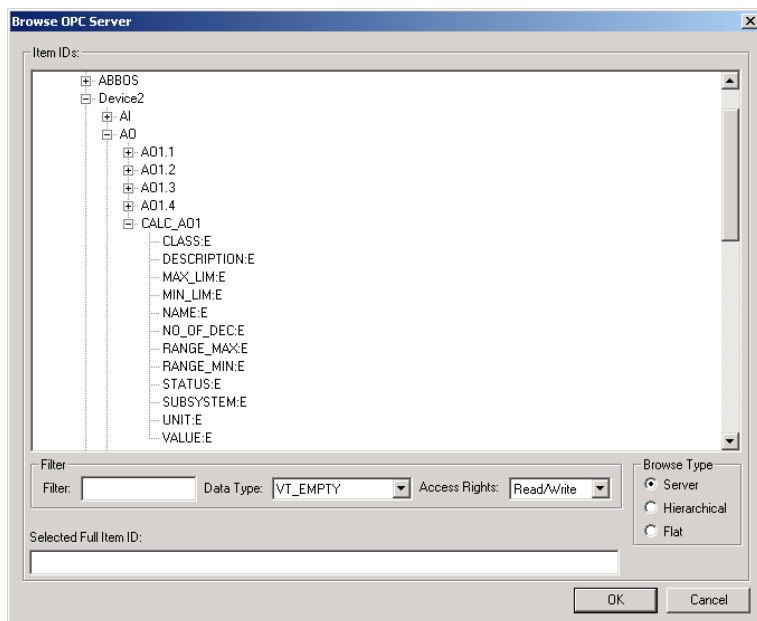 Browse OPC Server
Item IDs:
ABBOS
Device2
AI
AO
AO1.1
AO1.2
AO1.3
AO1.4
CALC_AO1
CLASS:E
DESCRIPTION:E
MAX_LIM:E
MIN_LIM:E
NAME:E
NO_OF_DEC:E
RANGE_MAX:E
RANGE_MIN:E
STATUS:E
SUBSYSTEM:E
UNIT:E
VALUE:E
Filter
Filter: Data Type: VT_EMPTY Access Rights: Read/Write
Browse Type
Server
Hierarchical
Flat
Selected Full Item ID:
OK Cancel